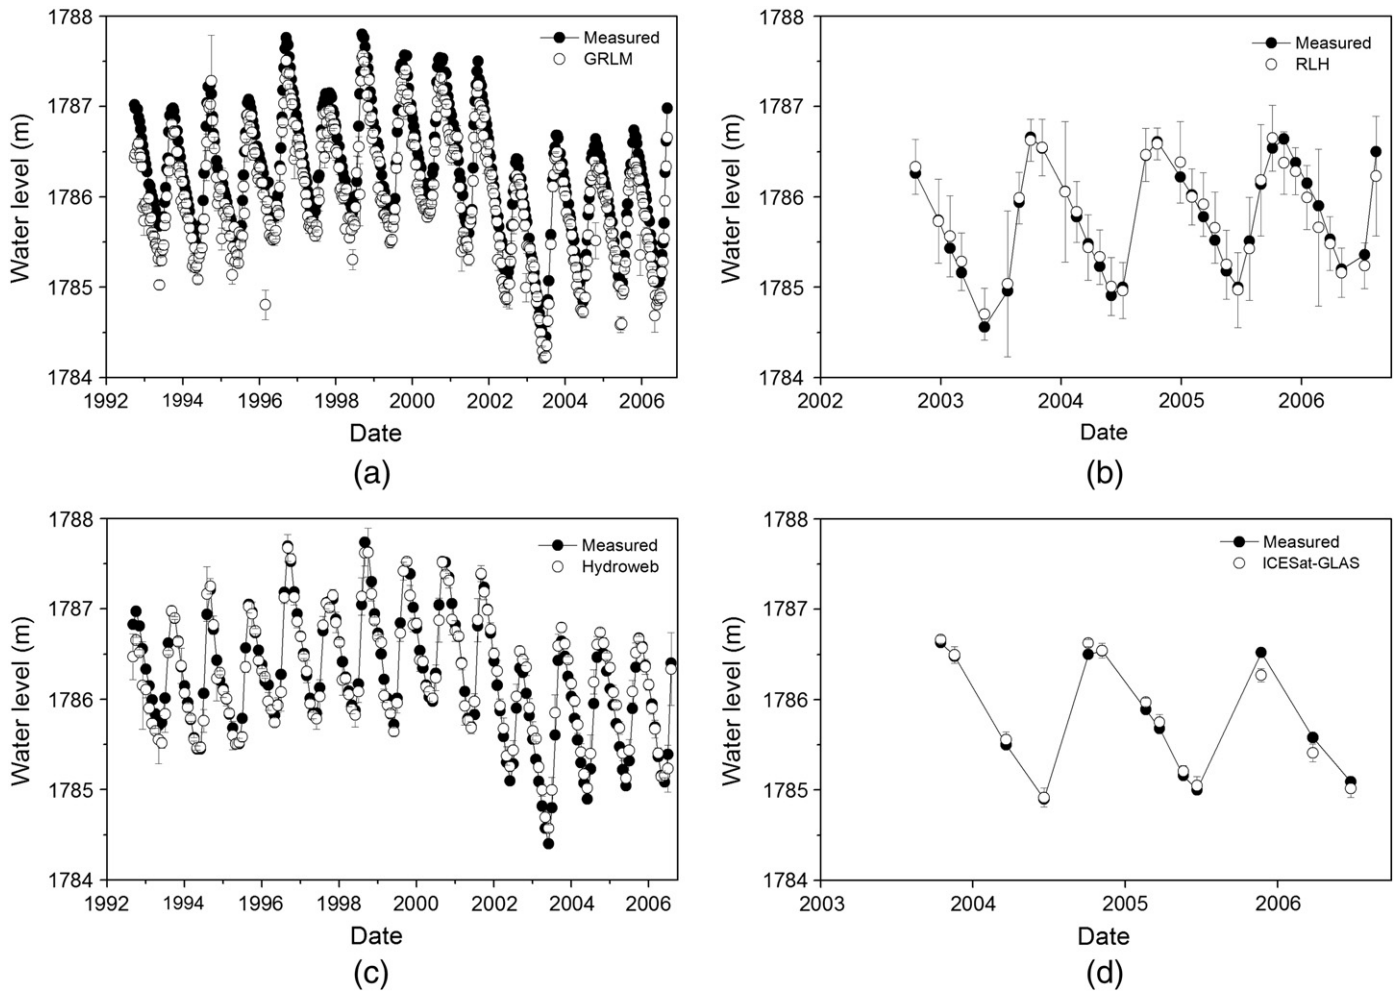 1788
1787
1786
1785
1784
Water level (m)
Measured
GRLM
1992
1994
1996
1998
2000
2002
2004
2006
Date
(a)
1788
1787
1786
1785
1784
Water level (m)
Measured
RLH
2002
2003
2004
2005
2006
Date
(b)
1788
1787
1786
1785
1784
Water level (m)
Measured
Hydroweb
1992
1994
1996
1998
2000
2002
2004
2006
Date
(c)
1788
1787
1786
1785
1784
Water level (m)
Measured
ICESat-GLAS
2003
2004
2005
2006
Date
(d)